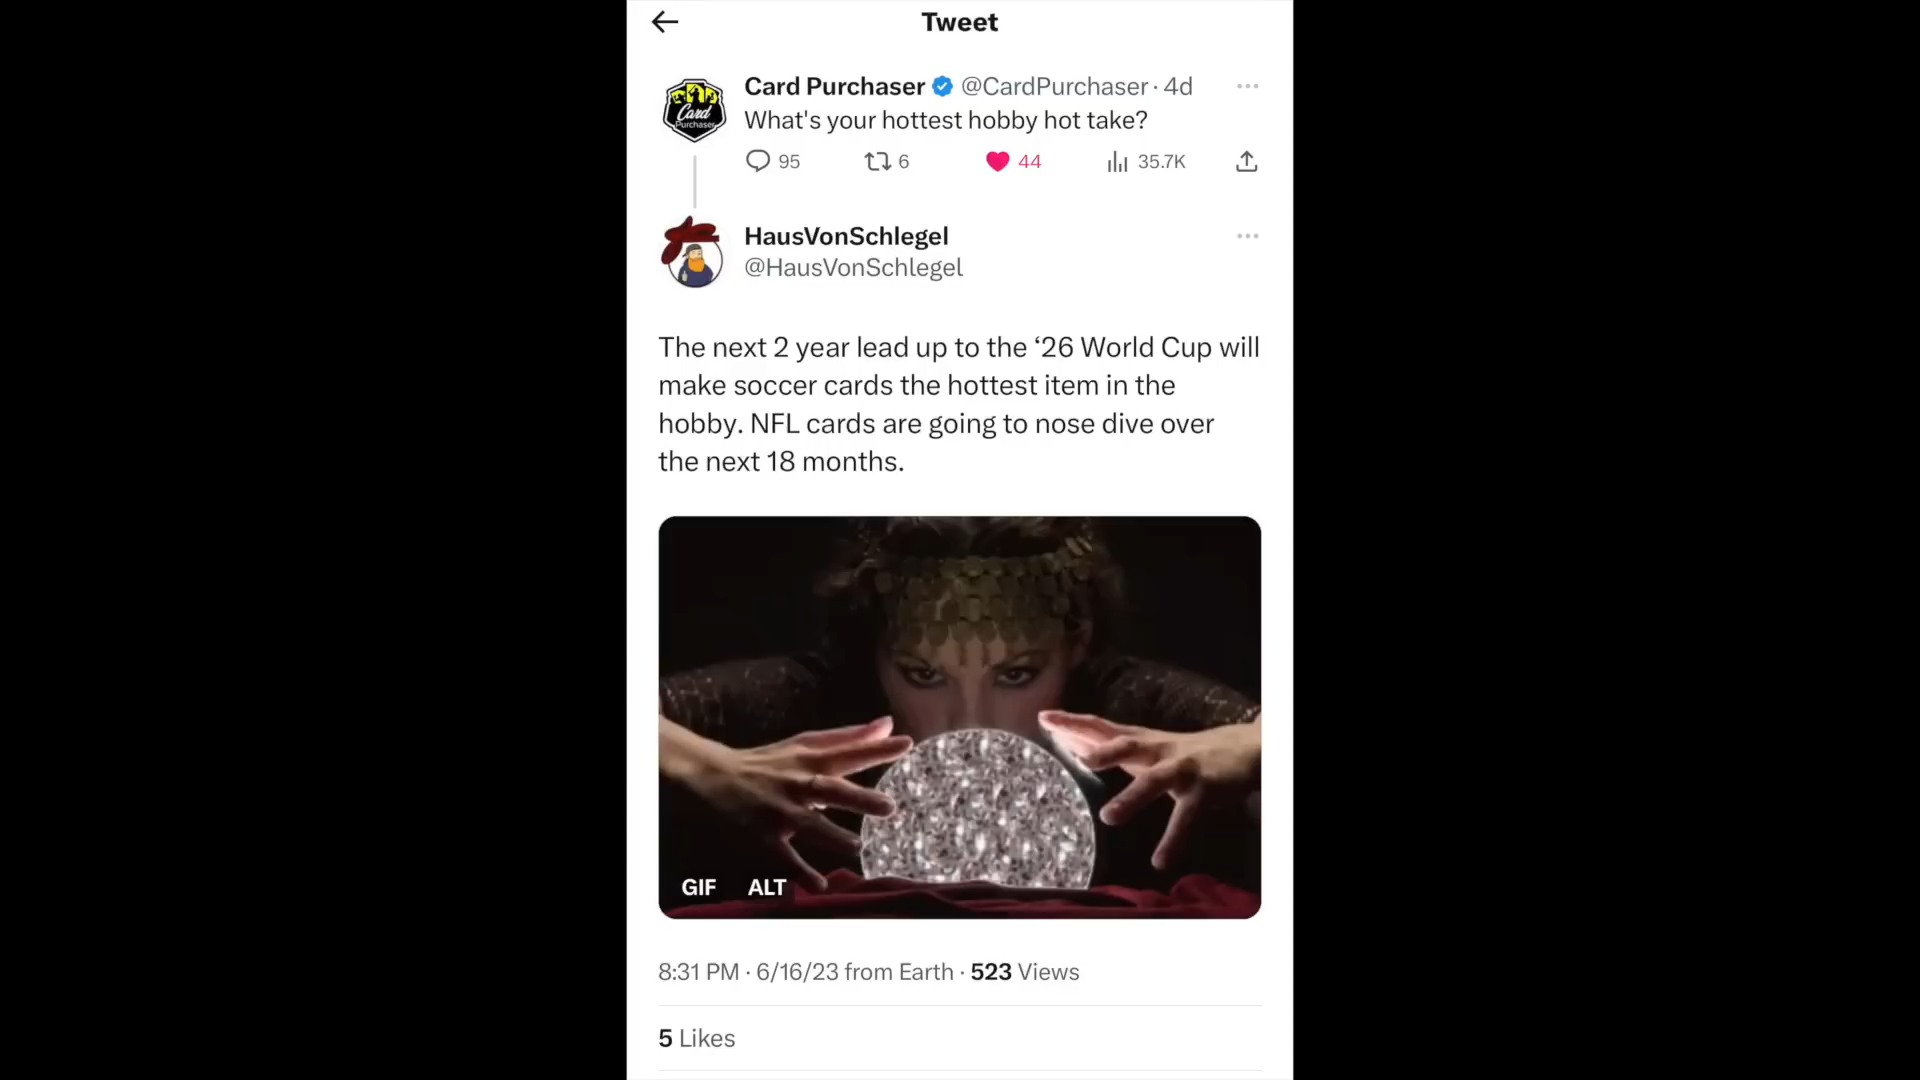 Tweet
Card Purchaser @CardPurchaser · 4d
What's your hottest hobby hot take?
95 6 44 35.7K
Card
Purchaser
HausVonSchlegel
@HausVonSchlegel
The next 2 year lead up to the ‘26 World Cup will
make soccer cards the hottest item in the
hobby. NFL cards are going to nose dive over
the next 18 months.
GIF ALT
8:31 PM · 6/16/23 from Earth · 523 Views
5 Likes